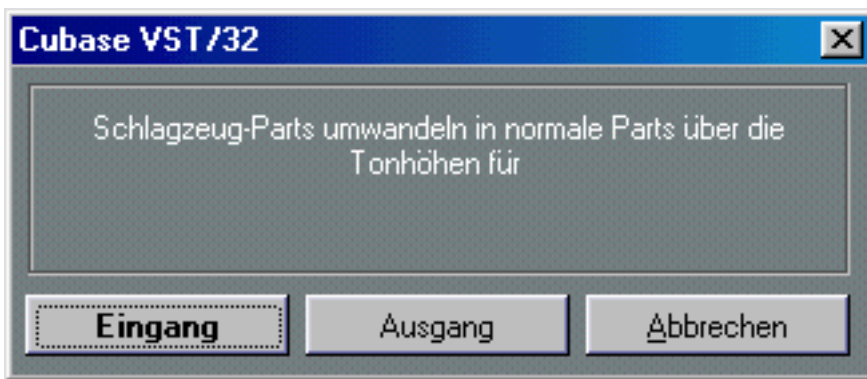 Cubase VST/32
Schlagzeug-Parts umwandeln in normale Parts über die
Tonhöhen für
Eingang
Ausgang
Abbrechen